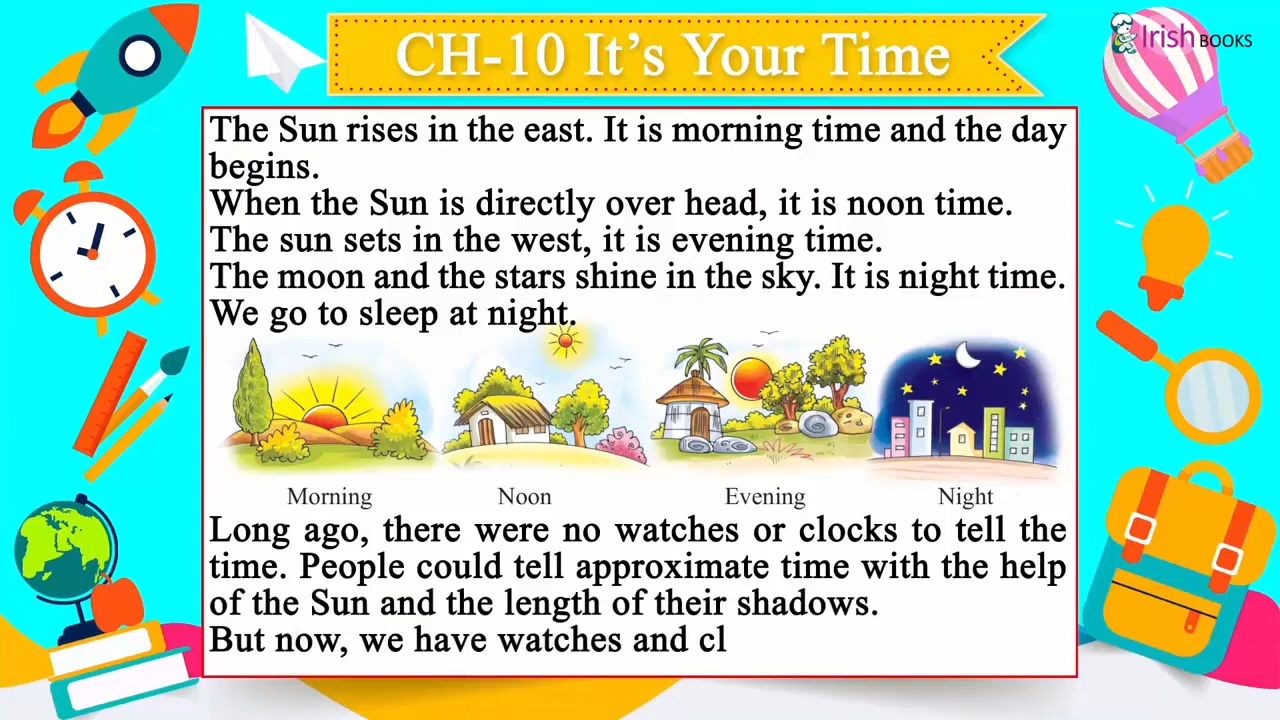 CH-10 It's Your Time
Irish BOOKS
The Sun rises in the east. It is morning time and the day
begins.
When the Sun is directly over head, it is noon time.
The sun sets in the west, it is evening time.
The moon and the stars shine in the sky. It is night time.
We go to sleep at night.
Morning Noon Evening Night
Long ago, there were no watches or clocks to tell the
time. People could tell approximate time with the help
of the Sun and the length of their shadows.
But now, we have watches and cl